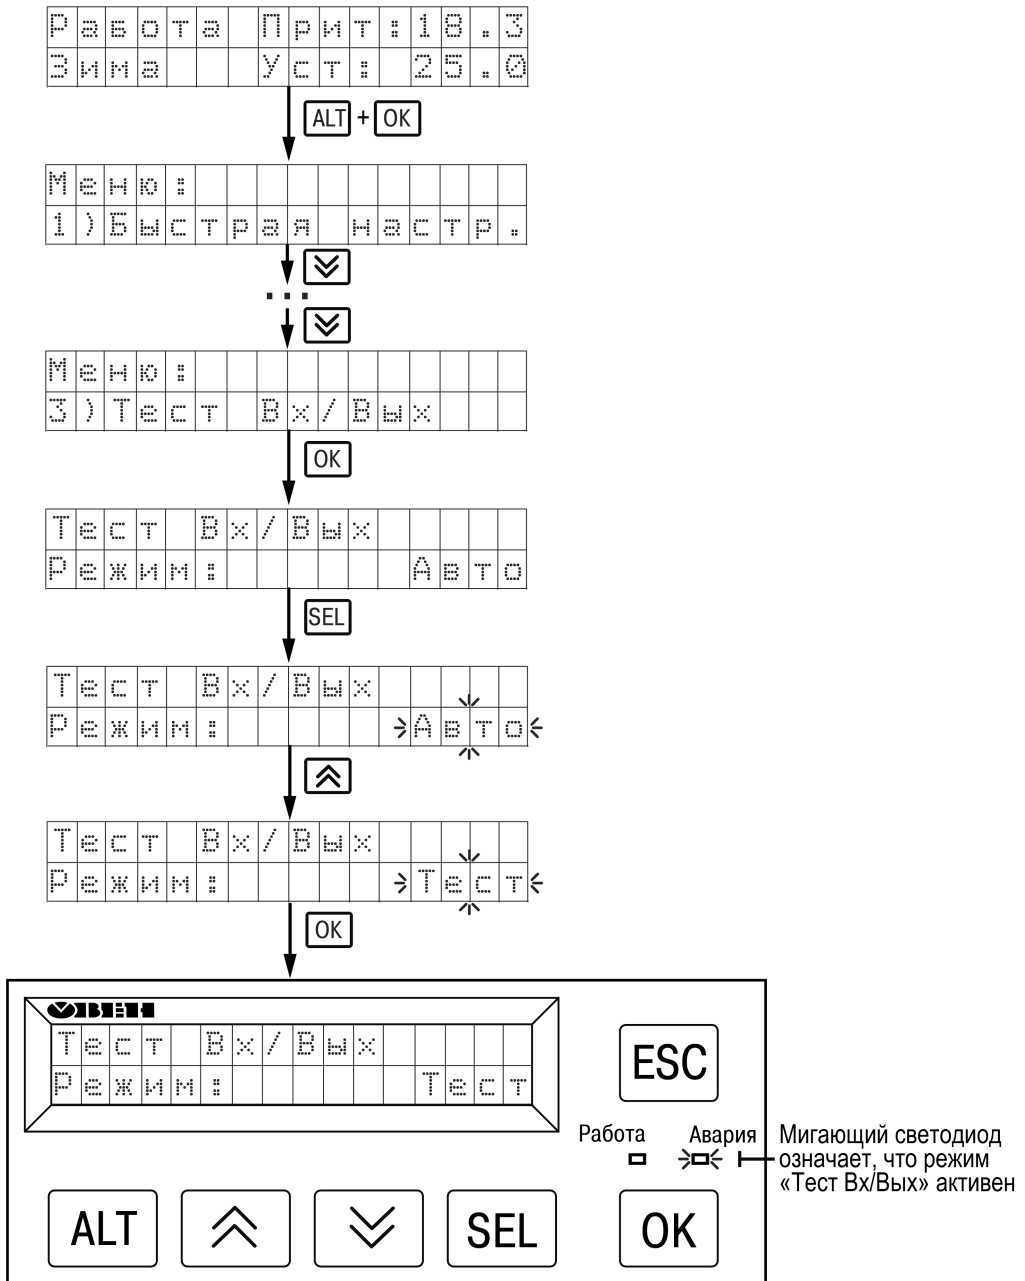 Работа Прит:18.3
Зима Уст: 25.0
ALT + OK
Меню:
1)Быстрая настр.
...
Меню:
3)Тест Вх/Вых
OK
Тест Вх/Вых
Режим: Авто
SEL
Тест Вх/Вых
Режим: Авто
Тест Вх/Вых
Режим: Тест
OK
ОВЕН
Тест Вх/Вых
Режим: Тест
ESC
Работа Авария
Мигающий светодиод
означает, что режим
«Тест Вх/Вых» активен
ALT SEL OK